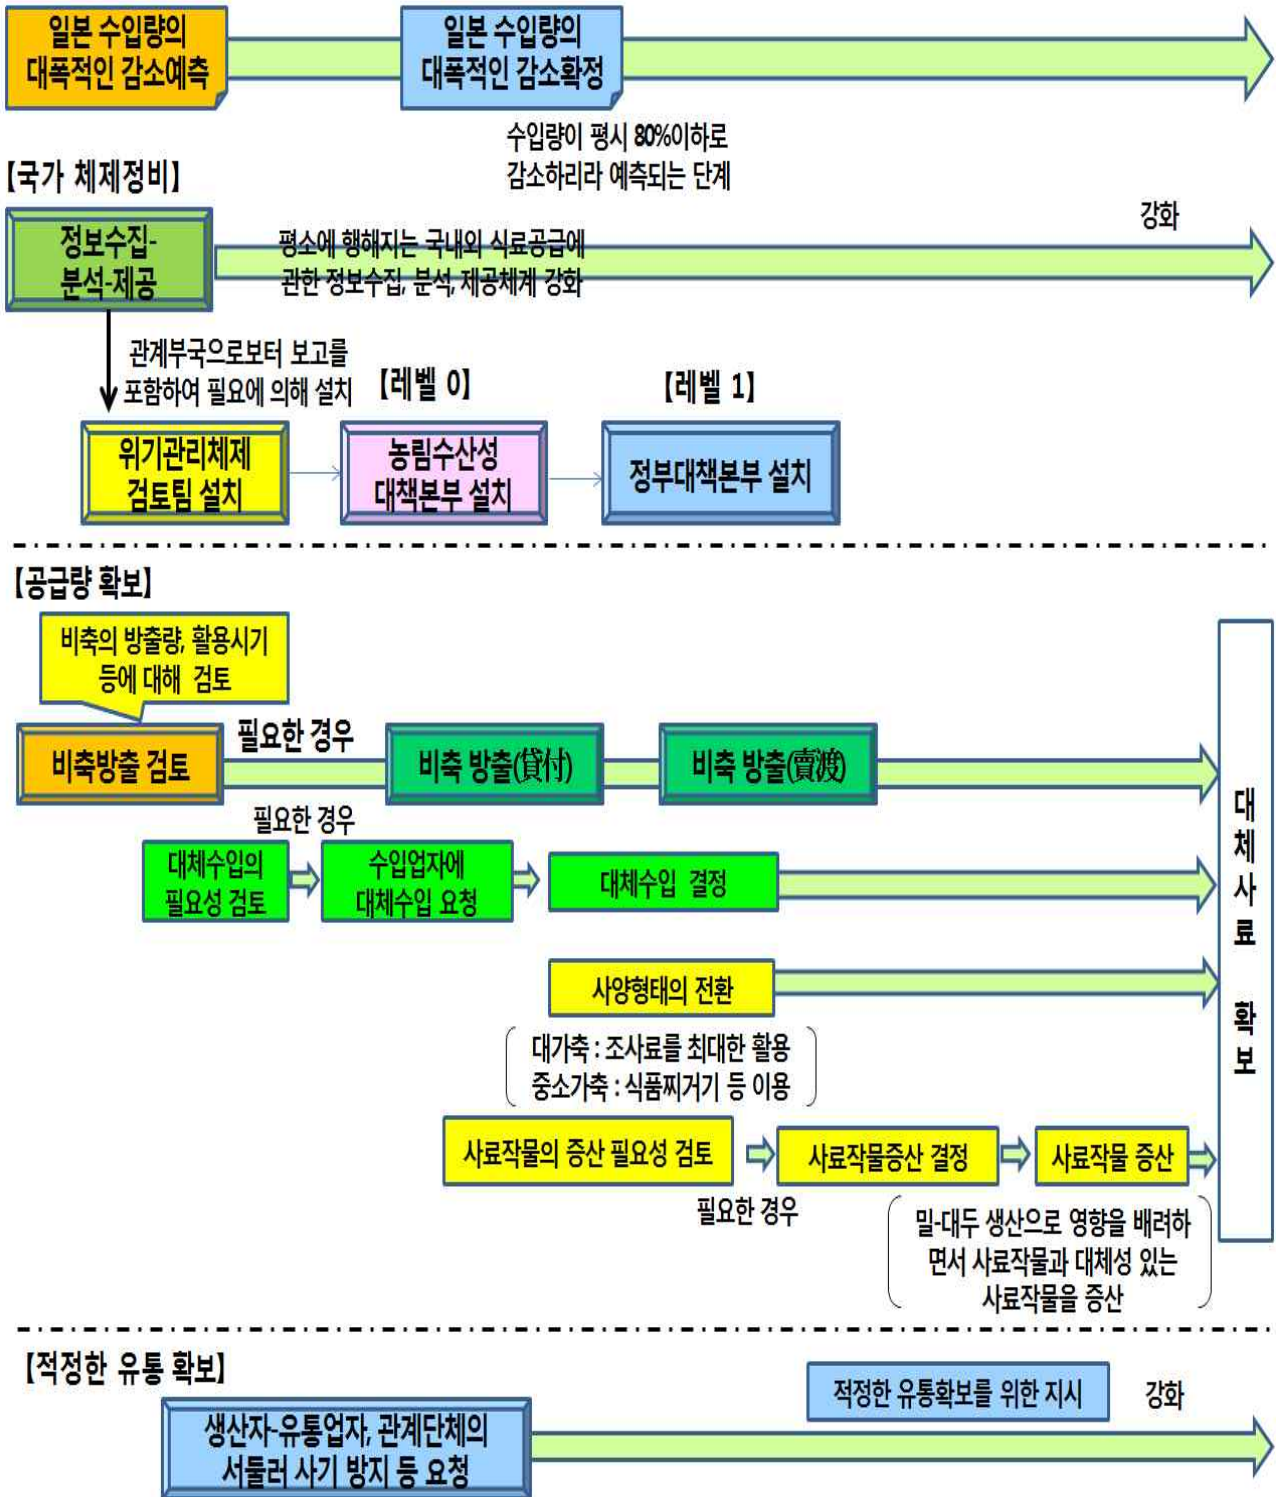 일본 수입량의
대폭적인 감소예측
일본 수입량의
대폭적인 감소확정
수입량이 평시 80%이하로
감소하리라 예측되는 단계
【국가 체제정비】
강화
정보수집-
분석-제공
평소에 행해지는 국내외 식료공급에
관한 정보수집, 분석, 제공체계 강화
관계부국으로보터 보고를
포함하여 필요에 의해 설치
【레벨 0】
【레벨 1】
위기관리체제
검토팀 설치
농림수산성
대책본부 설치
정부대책본부 설치
【공급량 확보】
비축의 방출량, 활용시기
등에 대해 검토
비축방출 검토
필요한 경우
비축 방출(貸付)
비축 방출(賣渡)
필요한 경우
대체수입의
필요성 검토
수입업자에
대체수입 요청
대체수입 결정
사양형태의 전환
대가축 : 조사료를 최대한 활용
중소가축 : 식품찌거기 등 이용
사료작물의 증산 필요성 검토
사료작물증산 결정
사료작물 증산
필요한 경우
밀-대두 생산으로 영향을 배려하
면서 사료작물과 대체성 있는
사료작물을 증산
대
체
사
료
확
보
【적정한 유통 확보】
적정한 유통확보를 위한 지시
강화
생산자-유통업자, 관계단체의
서둘러 사기 방지 등 요청